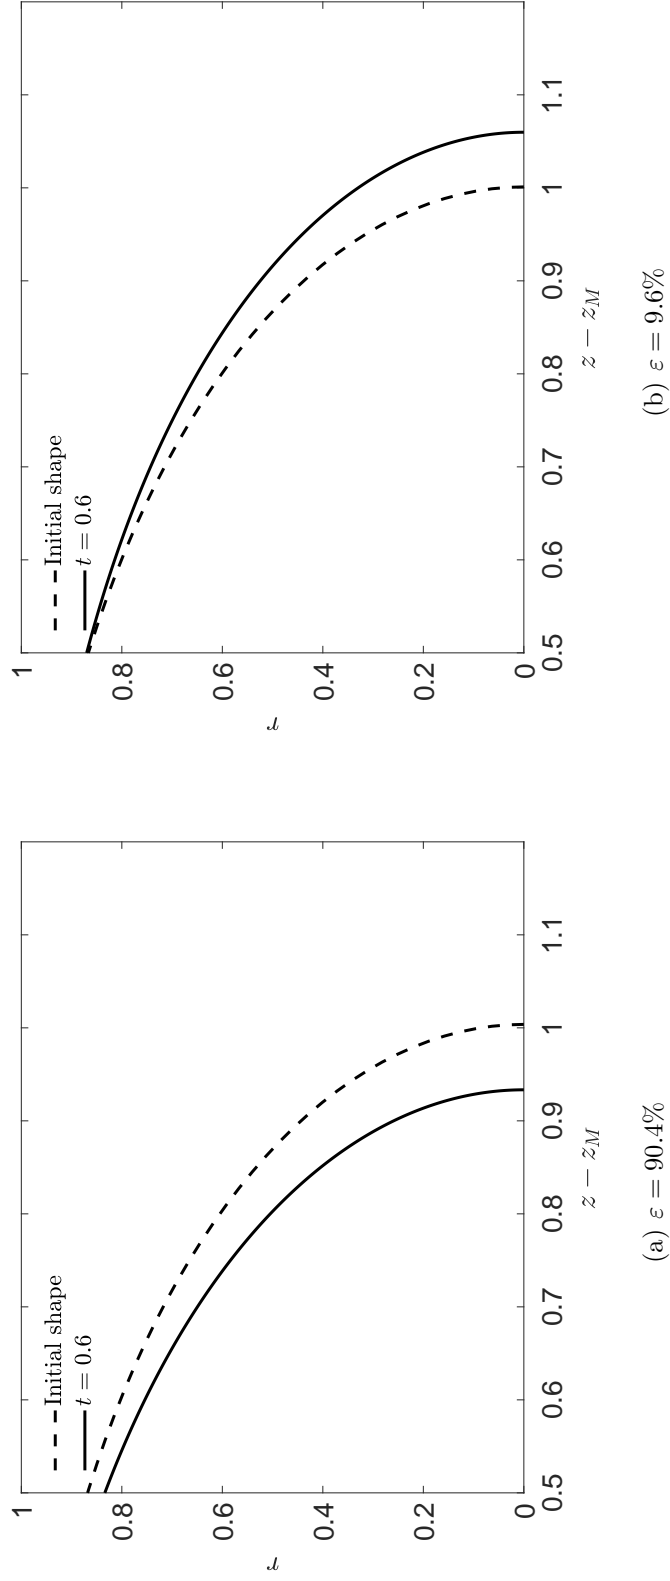 1
0.8
0.6
0.4
0.2
0
r
Initial shape
t = 0.6
0.5
0.6
0.7
0.8
0.9
1
1.1
z − z_M
(a) ε = 90.4%
1
0.8
0.6
0.4
0.2
0
r
Initial shape
t = 0.6
0.5
0.6
0.7
0.8
0.9
1
1.1
z − z_M
(b) ε = 9.6%